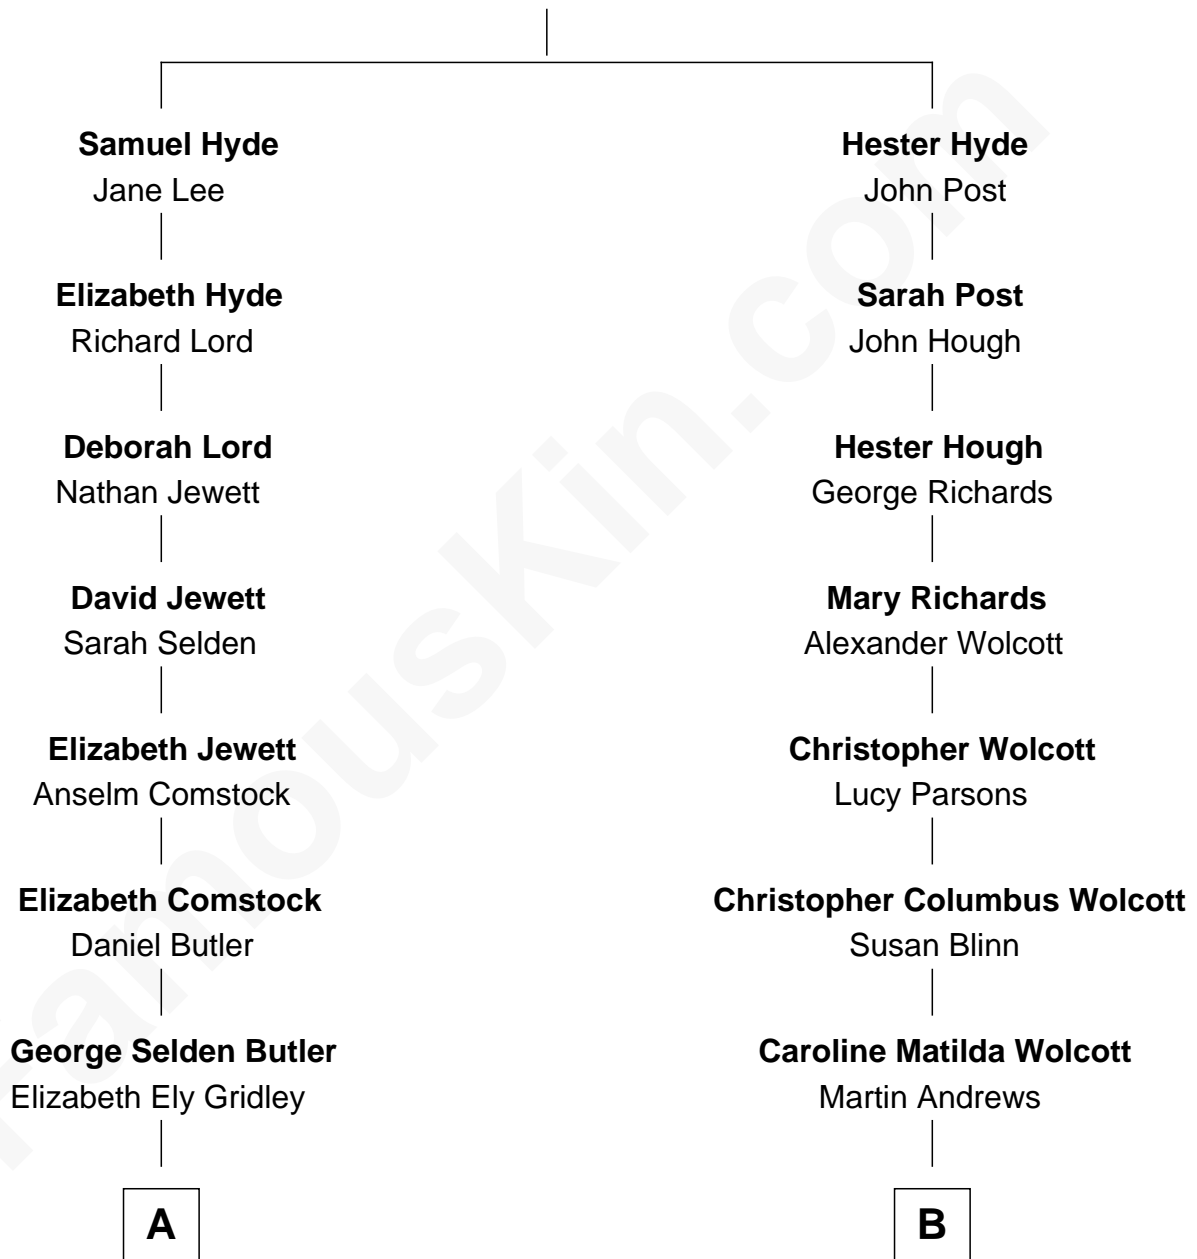 Samuel Hyde
Jane Lee
Elizabeth Hyde
Richard Lord
Deborah Lord
Nathan Jewett
David Jewett
Sarah Selden
Elizabeth Jewett
Anselm Comstock
Elizabeth Comstock
Daniel Butler
George Selden Butler
Elizabeth Ely Gridley
A
Hester Hyde
John Post
Sarah Post
John Hough
Hester Hough
George Richards
Mary Richards
Alexander Wolcott
Christopher Wolcott
Lucy Parsons
Christopher Columbus Wolcott
Susan Blinn
Caroline Matilda Wolcott
Martin Andrews
B
FamousKin.com